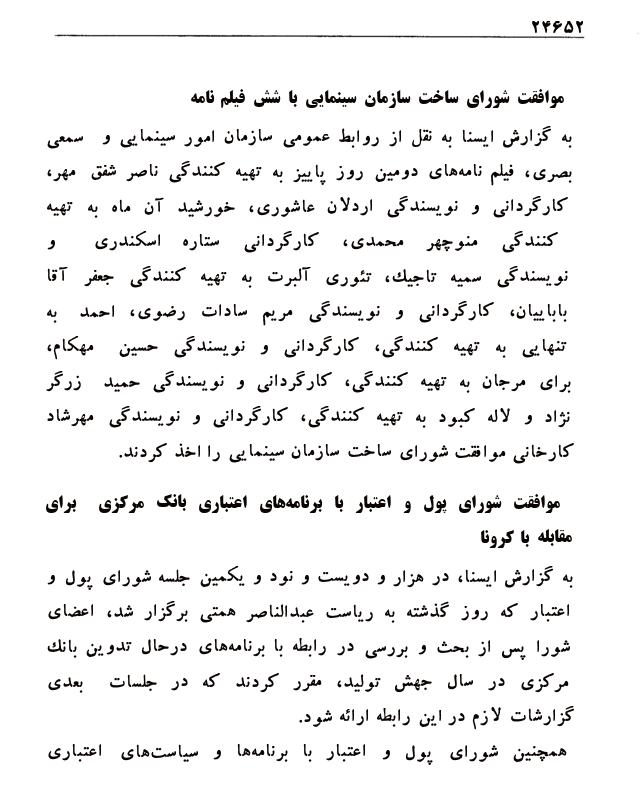 ۲۴۶۵۲
موافقت شورای ساخت سازمان سینمایی با شش فیلم نامه
به گزارش ایسنا به نقل از روابط عمومی سازمان امور سینمایی و سمعی
بصری، فیلم نامه‌های دومین روز پاییز به تهیه کنندگی ناصر شفق مهر،
کارگردانی و نویسندگی اردلان عاشوری، خورشید آن ماه به تهیه
کنندگی منوچهر محمدی، کارگردانی ستاره اسکندری و
نویسندگی سمیه تاجیك، تئوری آلبرت به تهیه کنندگی جعفر آقا
باباییان، کارگردانی و نویسندگی مریم سادات رضوی، احمد به
تنهایی به تهیه کنندگی، کارگردانی و نویسندگی حسین مهکام،
برای مرجان به تهیه کنندگی، کارگردانی و نویسندگی حمید زرگر
نژاد و لاله کبود به تهیه کنندگی، کارگردانی و نویسندگی مهرشاد
کارخانی موافقت شورای ساخت سازمان سینمایی را اخذ کردند.
موافقت شورای پول و اعتبار با برنامه‌های اعتباری بانک مرکزی برای
مقابله با کرونا
به گزارش ایسنا، در هزار و دویست و نود و یکمین جلسه شورای پول و
اعتبار که روز گذشته به ریاست عبدالناصر همتی برگزار شد، اعضای
شورا پس از بحث و بررسی در رابطه با برنامه‌های درحال تدوین بانك
مرکزی در سال جهش تولید، مقرر کردند که در جلسات بعدی
گزارشات لازم در این رابطه ارائه شود.
همچنین شورای پول و اعتبار با برنامه‌ها و سیاست‌های اعتباری